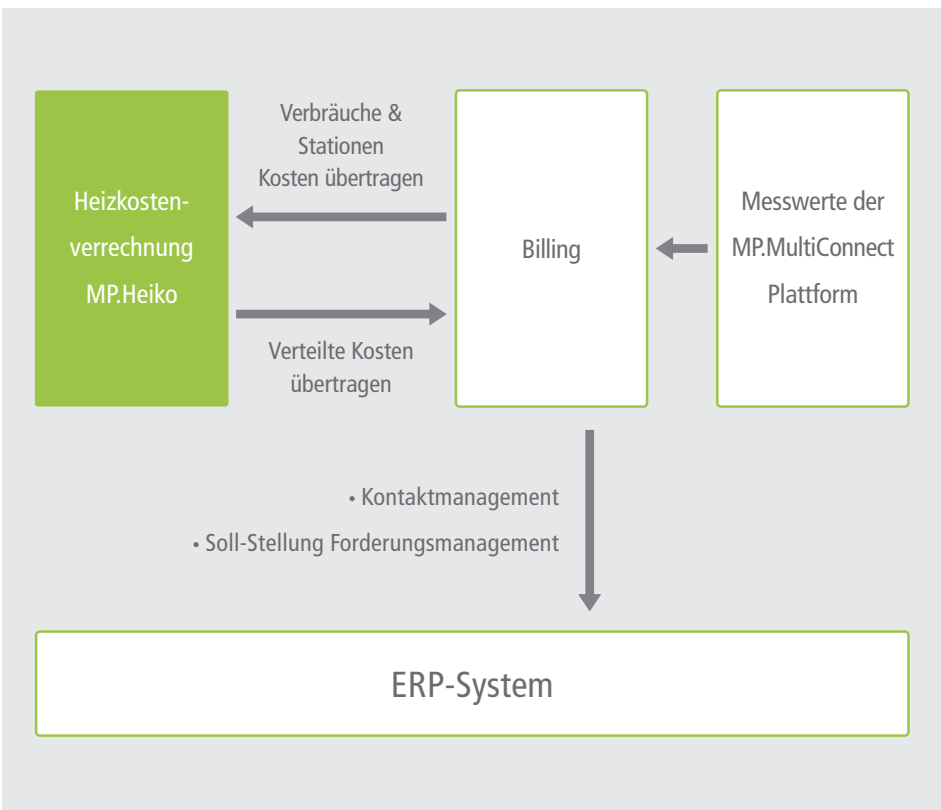 Heizkosten-
verrechnung
MP.Heiko
Verbräuche &
Stationen
Kosten übertragen
Verteilte Kosten
übertragen
Billing
Messwerte der
MP.MultiConnect
Plattform
• Kontaktmanagement
• Soll-Stellung Forderungsmanagement
ERP-System